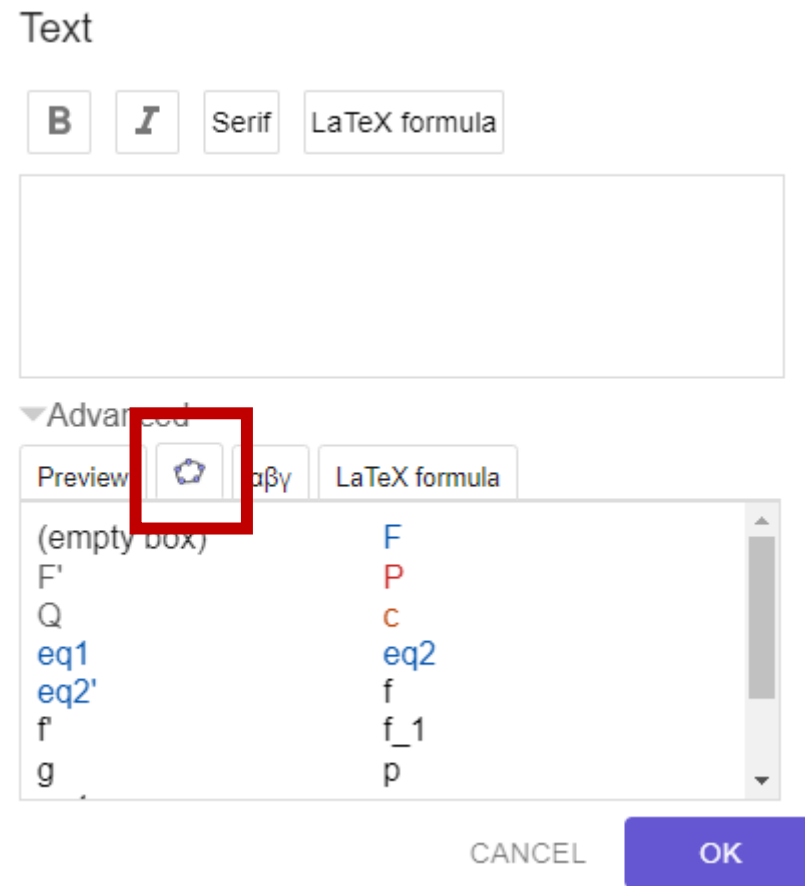 Text
B I Serif LaTeX formula
Advanced
Preview αβγ LaTeX formula
(empty box) F
F' P
Q c
eq1 eq2
eq2' f
f' f_1
g p
CANCEL OK